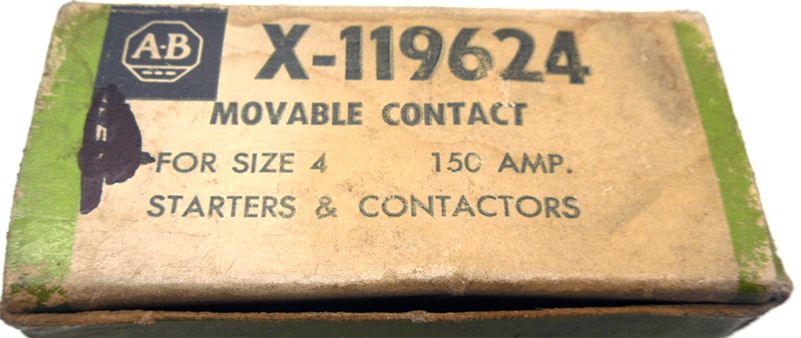 A-B X-119624
MOVABLE CONTACT
FOR SIZE 4 150 AMP.
STARTERS & CONTACTORS